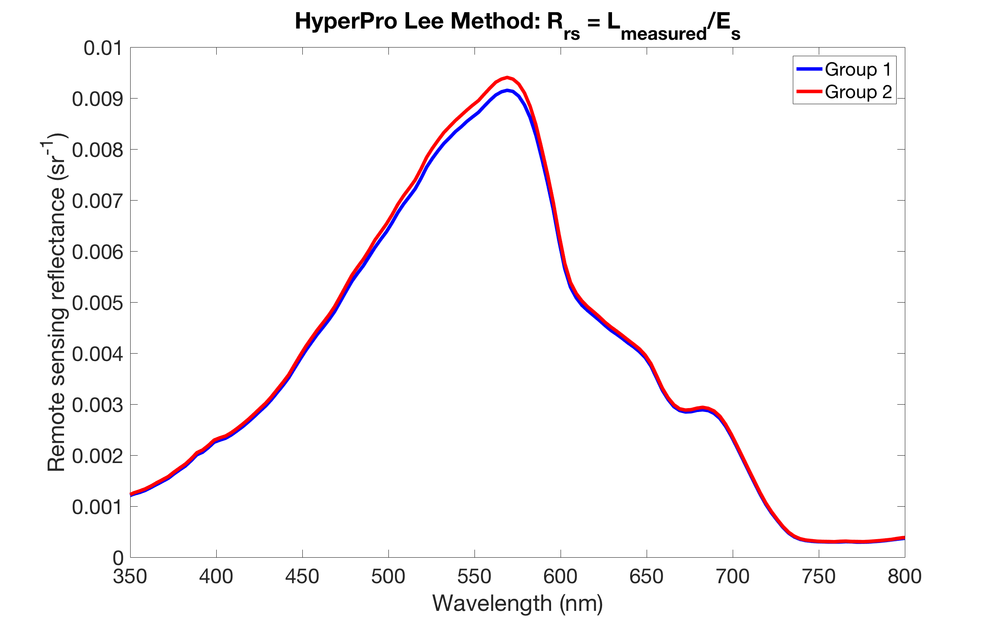 HyperPro Lee Method: Rrs = Lmeasured/Es
Group 1
Group 2
0.01
0.009
0.008
0.007
0.006
0.005
0.004
0.003
0.002
0.001
0
Remote sensing reflectance (sr-1)
350 400 450 500 550 600 650 700 750 800
Wavelength (nm)